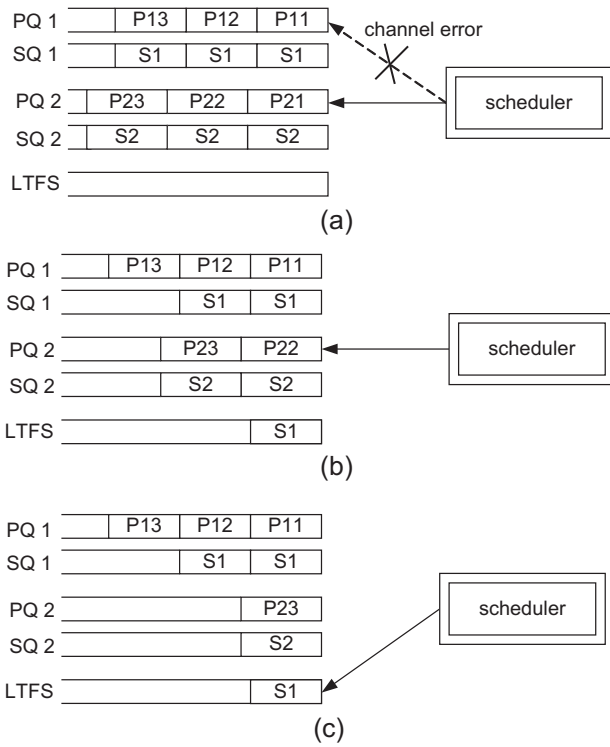 PQ 1 P13 P12 P11
channel error
SQ 1 S1 S1 S1
PQ 2 P23 P22 P21
scheduler
SQ 2 S2 S2 S2
LTFS
(a)
PQ 1 P13 P12 P11
SQ 1 S1 S1
PQ 2 P23 P22
scheduler
SQ 2 S2 S2
LTFS S1
(b)
PQ 1 P13 P12 P11
SQ 1 S1 S1
PQ 2 P23
scheduler
SQ 2 S2
LTFS S1
(c)